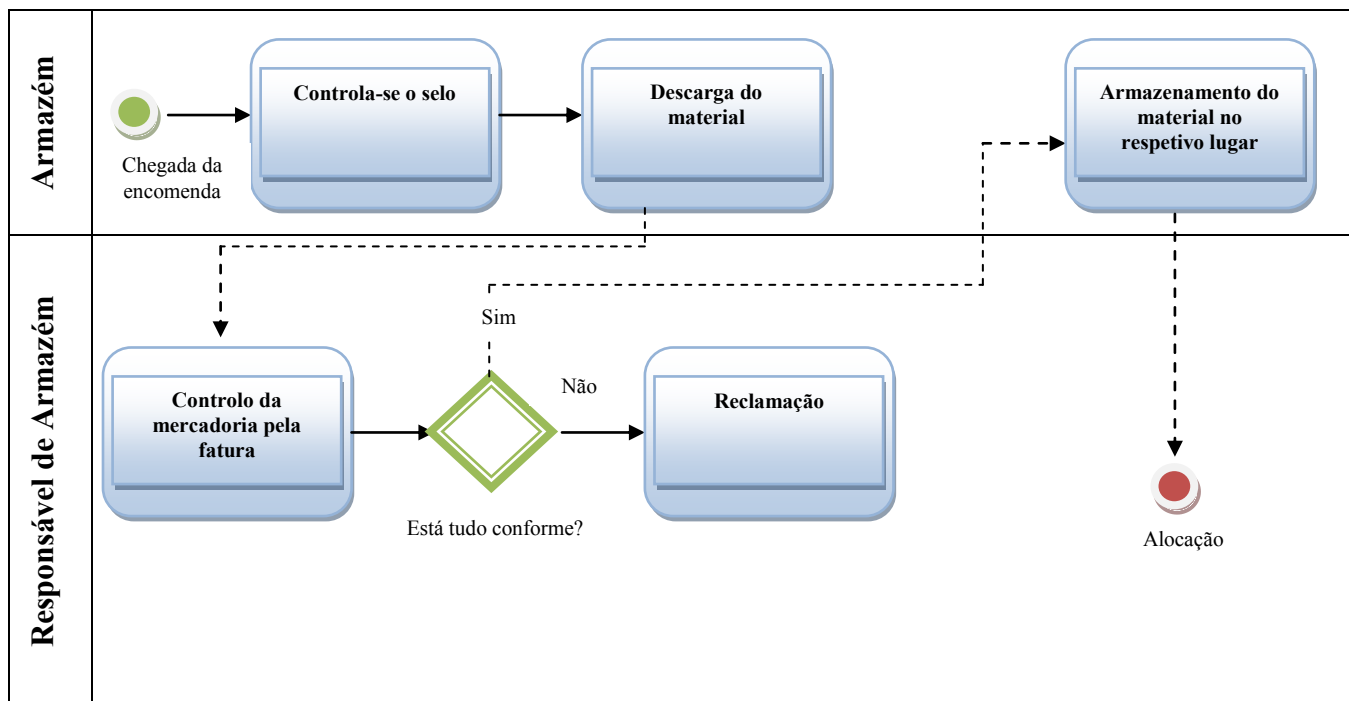 Armazém
Chegada da
encomenda
Controla-se o selo
Descarga do
material
Armazenamento do
material no
respetivo lugar
Responsável de Armazém
Controlo da
mercadoria pela
fatura
Sim
Não
Está tudo conforme?
Reclamação
Alocação